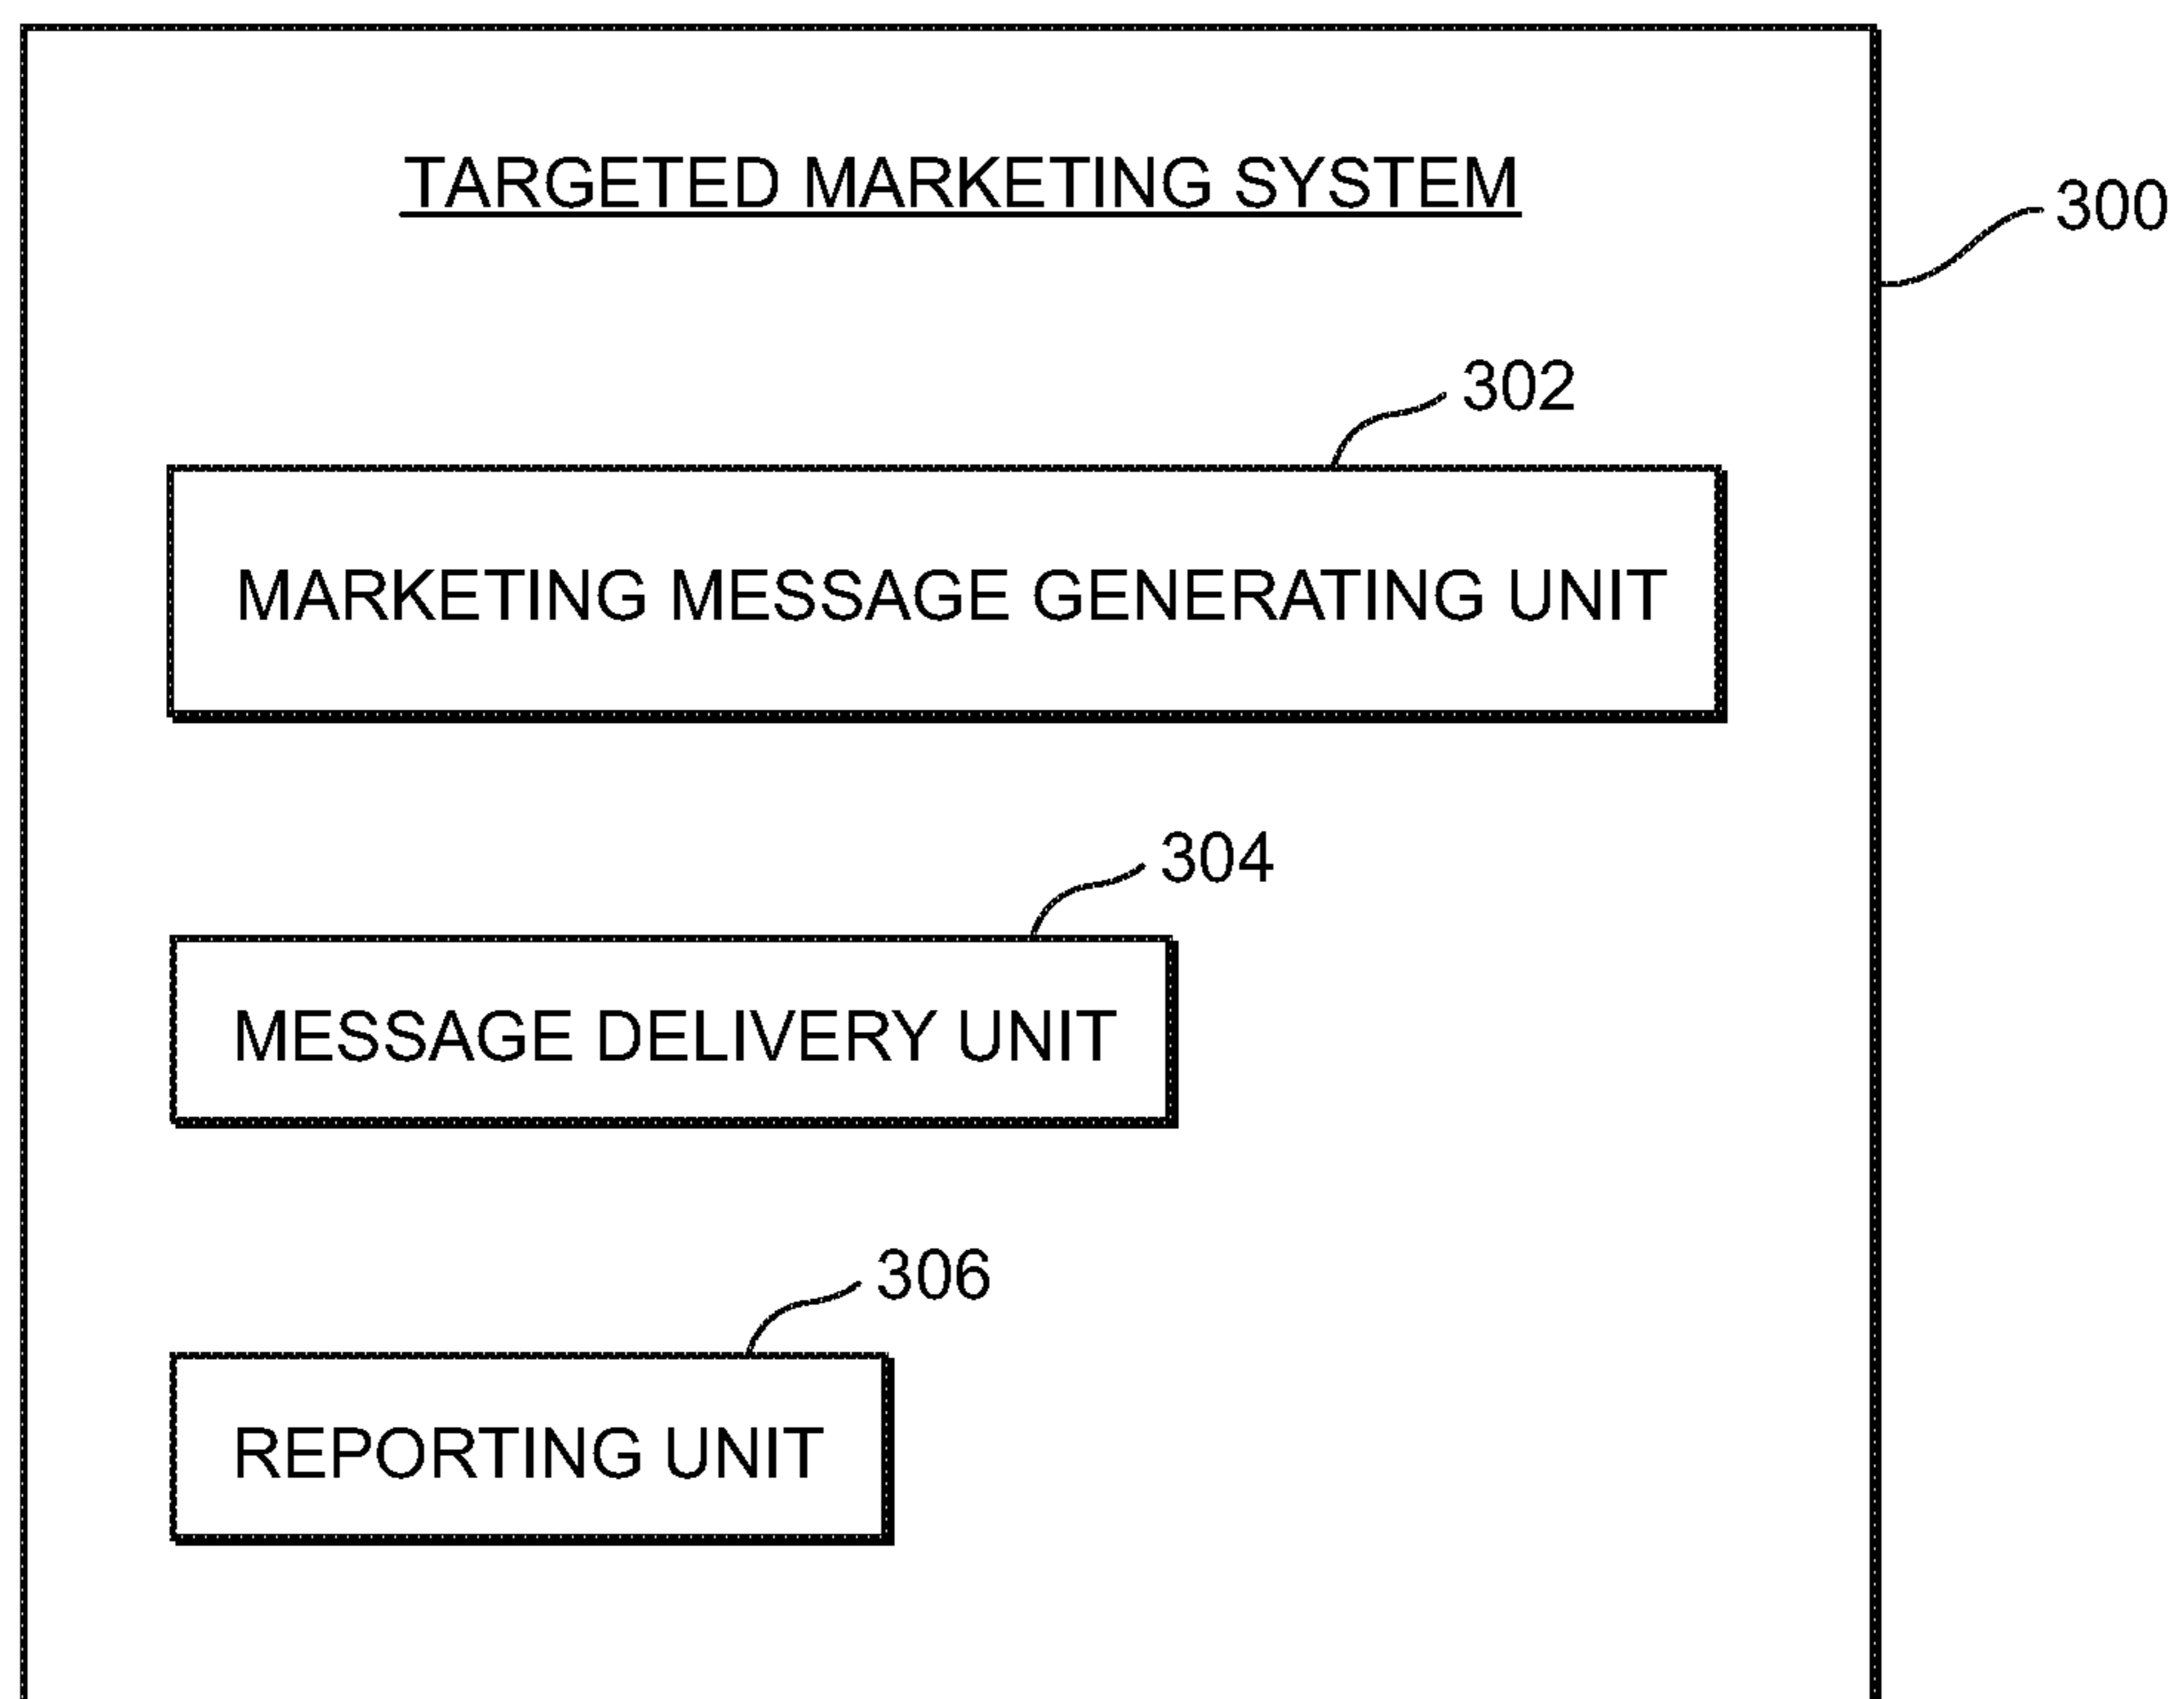 TARGETED MARKETING SYSTEM
300
302
MARKETING MESSAGE GENERATING UNIT
304
MESSAGE DELIVERY UNIT
306
REPORTING UNIT